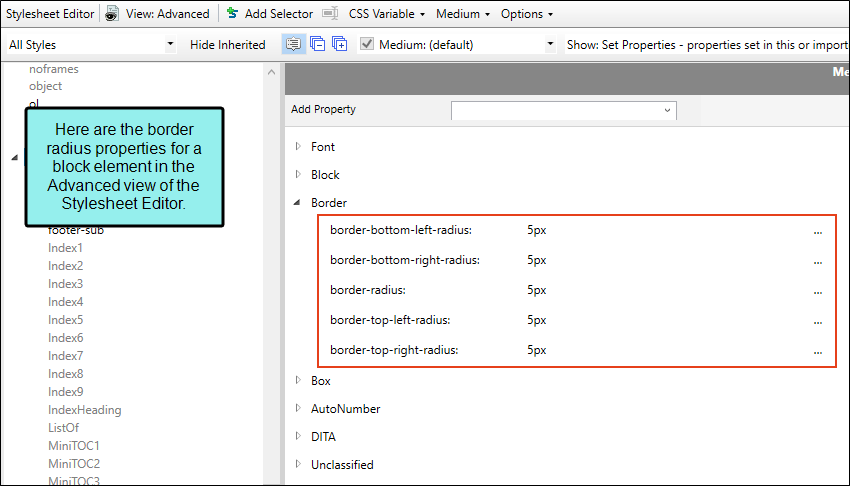 Stylesheet Editor View: Advanced Add Selector CSS Variable Medium Options
All Styles Hide Inherited Medium: (default) Show: Set Properties - properties set in this or import
noframes
object
ol
Here are the border
radius properties for a
block element in the
Advanced view of the
Stylesheet Editor.
footer-sub
Index1
Index2
Index3
Index4
Index5
Index6
Index7
Index8
Index9
IndexHeading
ListOf
MiniTOC1
MiniTOC2
MiniTOC3
Me
Add Property
Font
Block
Border
border-bottom-left-radius: 5px ...
border-bottom-right-radius: 5px ...
border-radius: 5px ...
border-top-left-radius: 5px ...
border-top-right-radius: 5px ...
Box
AutoNumber
DITA
Unclassified